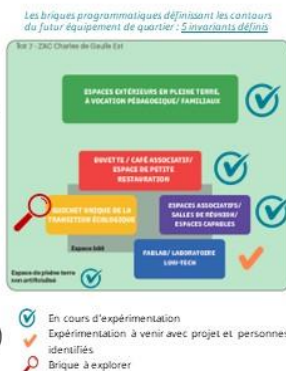 Les briques programmatiques définissant les contours
du futur équipement de quartier : 5 invariants définis
Ilot 7 - ZAC Charles de Gaulle Est
ESPACES EXTÉRIEURS EN PLEINE TERRE,
À VOCATION PÉDAGOGIQUE/ FAMILIAUX
BUVETTE / CAFÉ ASSOCIATIF/
ESPACE DE PETITE
RESTAURATION
GUICHET UNIQUE DE LA
TRANSITION ÉCOLOGIQUE
ESPACES ASSOCIATIFS/
SALLES DE RÉUNION/
ESPACES CAPABLES
Espace bâti
FABLAB/ LABORATOIRE
LOW-TECH
Espace de pleine terre
non artificialisé
En cours d'expérimentation
Expérimentation à venir avec projet et personnes
identifiés
Brique à explorer